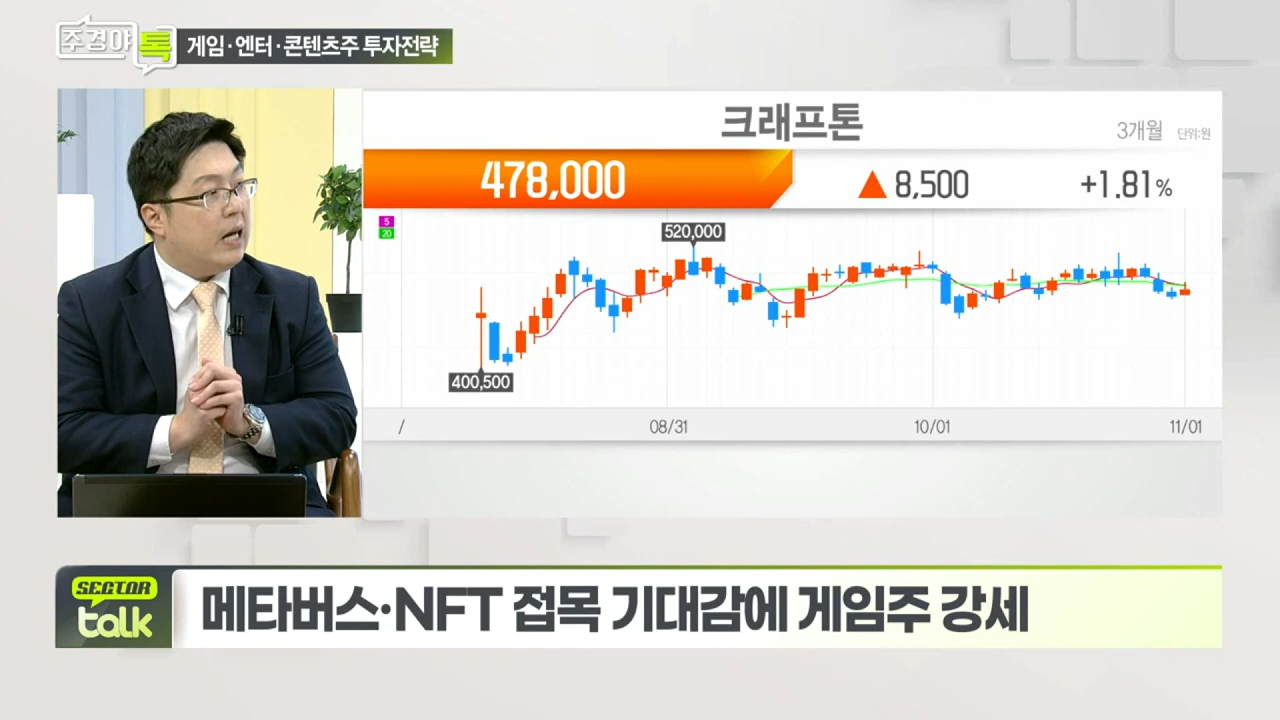 주경야
톡
게임·엔터·콘텐츠주 투자전략
크래프톤
3개월 단위:원
478,000 ▲ 8,500 +1.81%
5
20
520,000
400,500
/ 08/31 10/01 11/01
SECTOR
talk
메타버스·NFT 접목 기대감에 게임주 강세